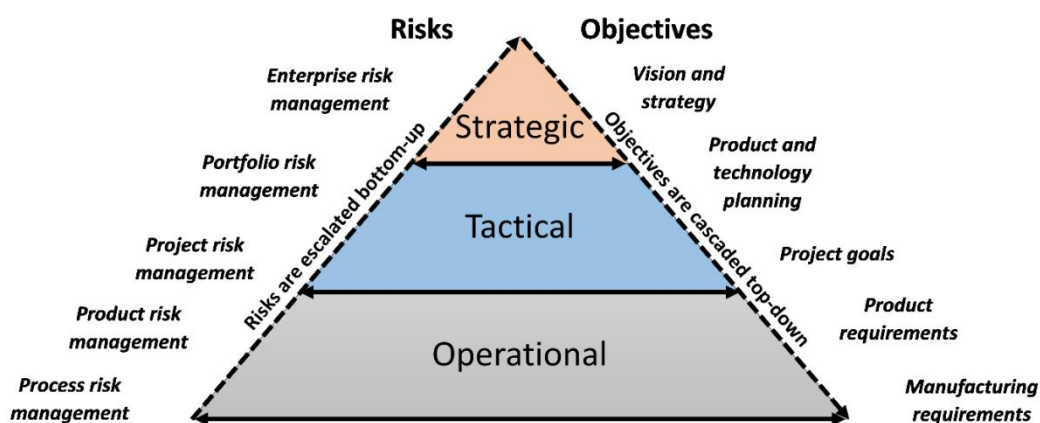 Risks
Objectives
Enterprise risk
management
Vision and
strategy
Strategic
Portfolio risk
management
Product and
technology
planning
Risks are escalated bottom-up
Objectives are cascaded top-down
Tactical
Project risk
management
Project goals
Product risk
management
Product
requirements
Operational
Process risk
management
Manufacturing
requirements